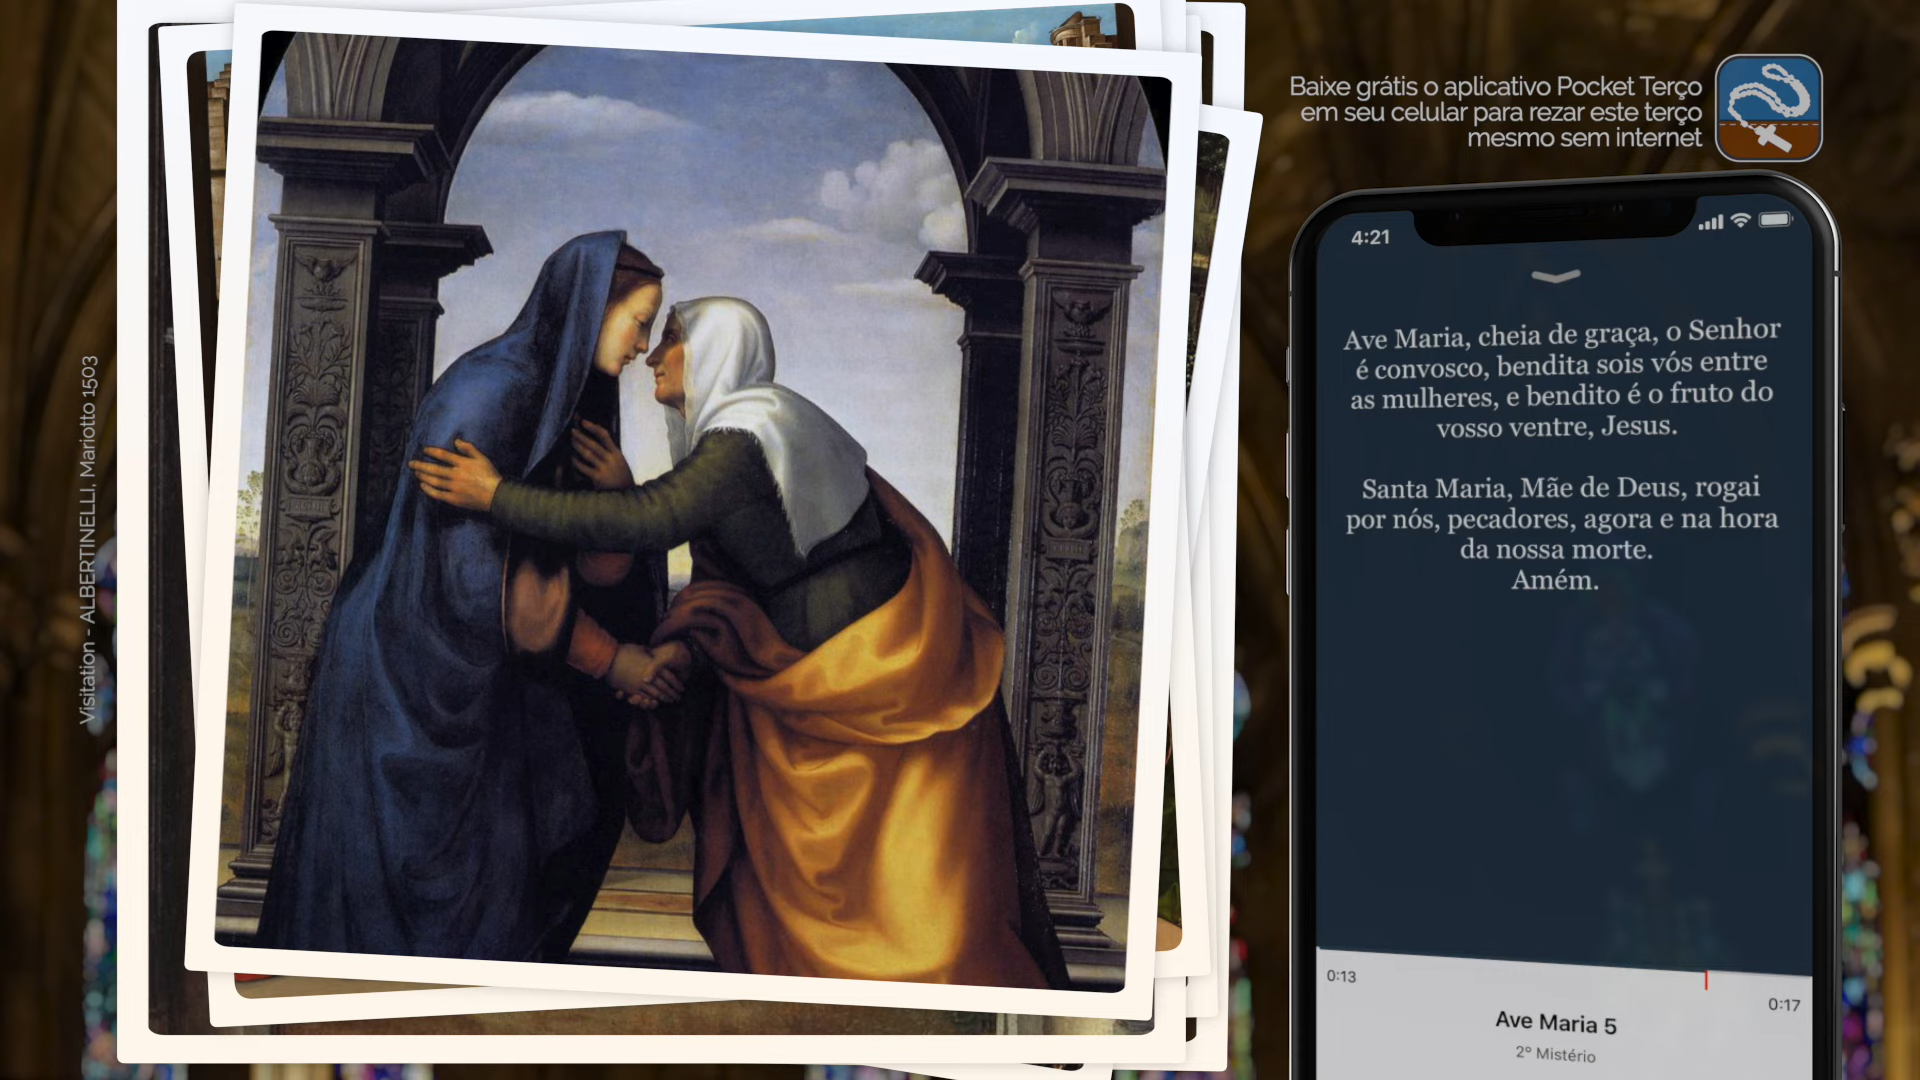 Visitation - ALBERTINELLI, Mariotto 1503
Baixe grátis o aplicativo Pocket Terço
em seu celular para rezar este terço
mesmo sem internet
4:21
Ave Maria, cheia de graça, o Senhor
é convosco, bendita sois vós entre
as mulheres, e bendito é o fruto do
vosso ventre, Jesus.
Santa Maria, Mãe de Deus, rogai
por nós, pecadores, agora e na hora
da nossa morte.
Amém.
0:13
0:17
Ave Maria 5
2º Mistério